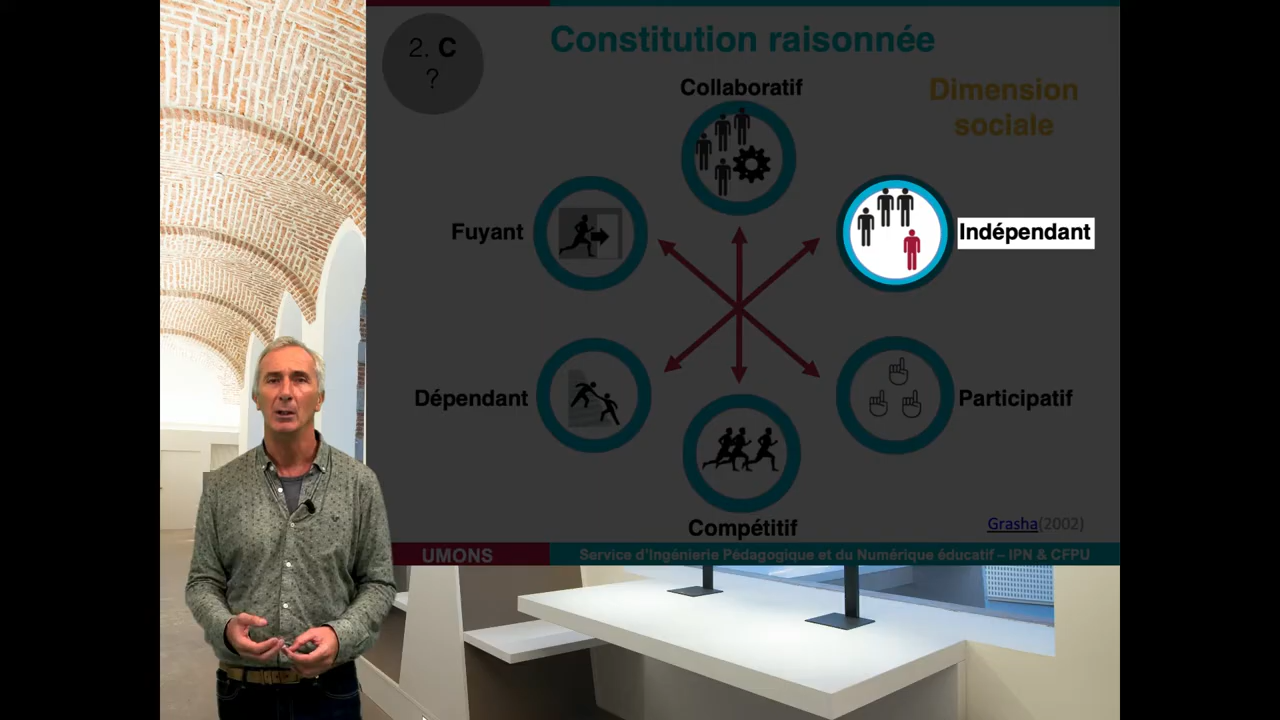 2. C
?
Constitution raisonnée
Collaboratif
Dimension
sociale
Fuyant
Indépendant
Dépendant
Participatif
Compétitif
Grasha(2002)
UMONS
Service d'Ingénierie Pédagogique et du Numérique éducatif – IPN & CFPU